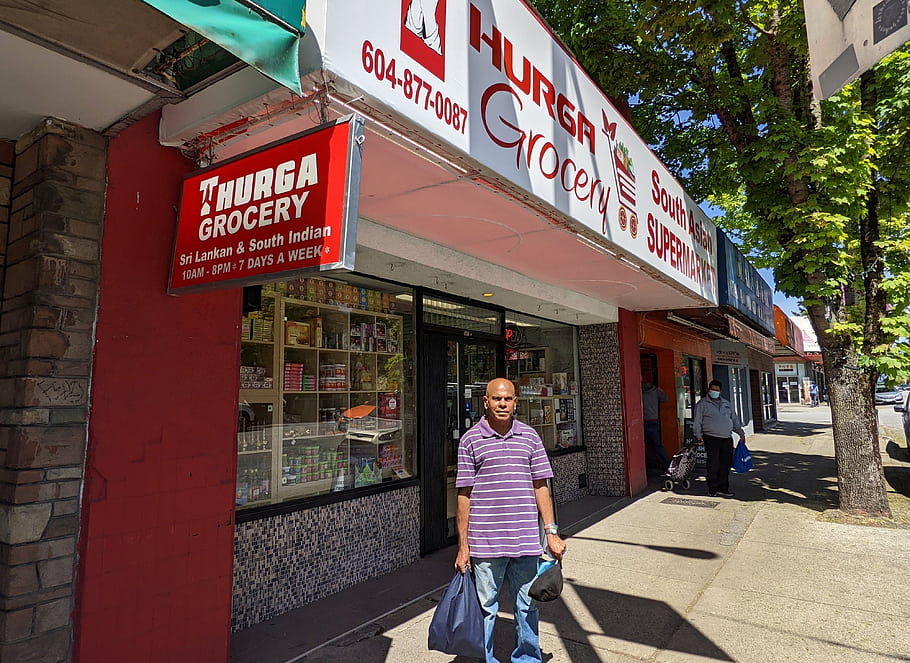 604-877-0087
HURGA
Grocery
South Asian
SUPERMARKET
THURGA
GROCERY
Sri Lankan & South Indian
10AM - 8PM * 7 DAYS A WEEK *